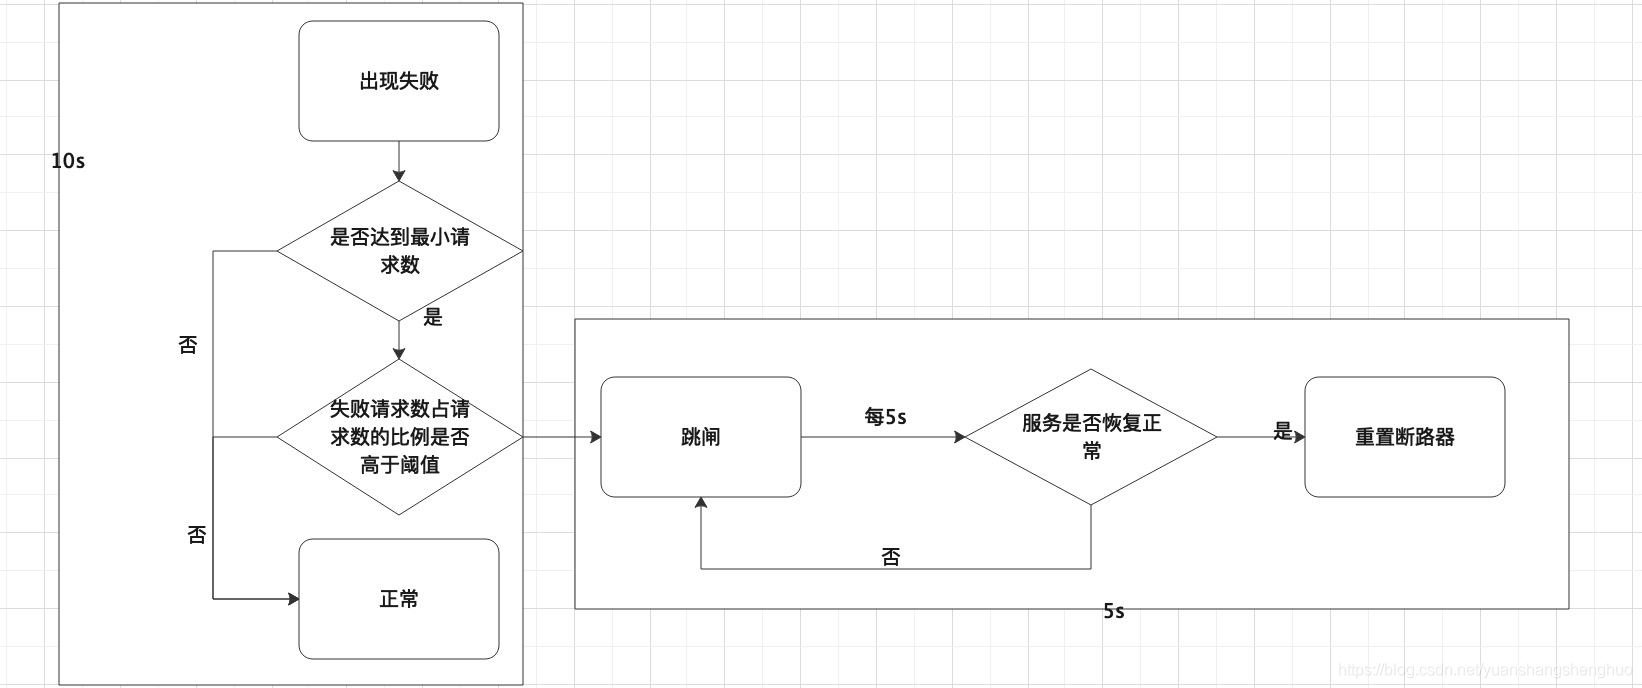 出现失败
10s
是否达到最小请
求数
是
否
失败请求数占请
求数的比例是否
高于阈值
否
正常
跳闸
每5s
服务是否恢复正
常
是
重置断路器
否
5s
https://blog.csdn.net/yuanshangshenghuo